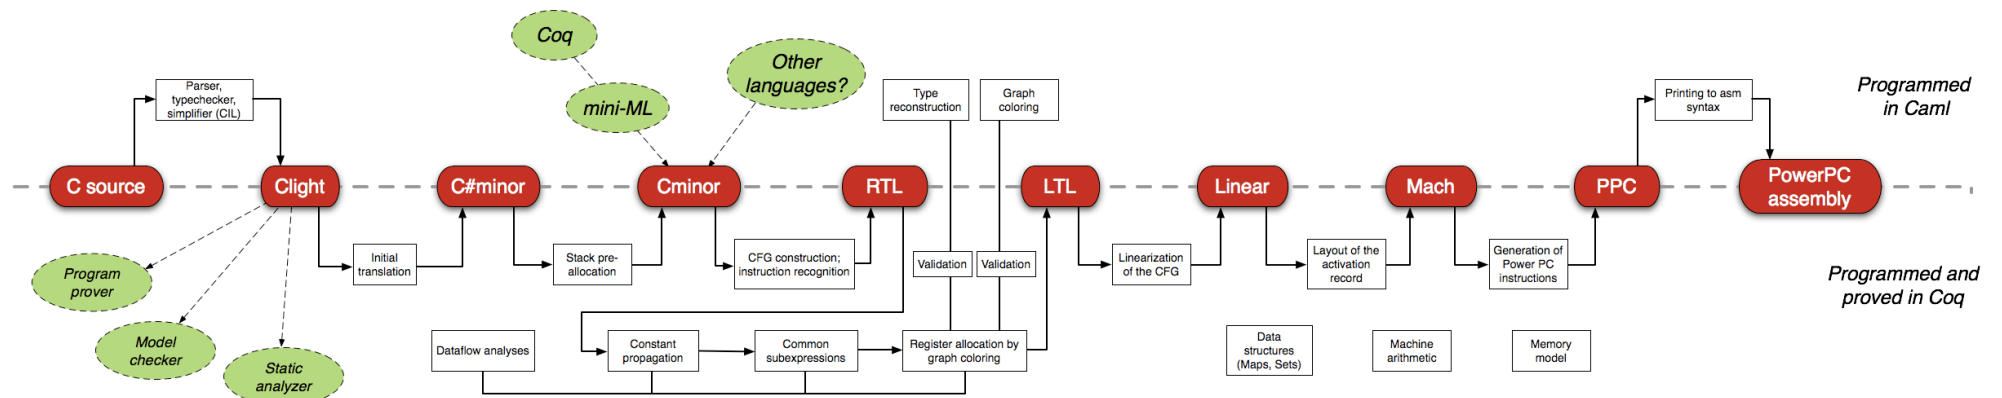 Coq
Other
languages?
Parser,
typechecker,
simplifier (CIL)
mini-ML
Type
reconstruction
Graph
coloring
Printing to asm
syntax
Programmed
in Caml
C source
Clight
C#minor
Cminor
RTL
LTL
Linear
Mach
PPC
PowerPC
assembly
Initial
translation
Stack pre-
allocation
CFG construction;
instruction recognition
Validation
Validation
Linearization
of the CFG
Layout of the
activation
record
Generation of
Power PC
instructions
Programmed and
proved in Coq
Program
prover
Model
checker
Static
analyzer
Dataflow analyses
Constant
propagation
Common
subexpressions
Register allocation by
graph coloring
Data
structures
(Maps, Sets)
Machine
arithmetic
Memory
model